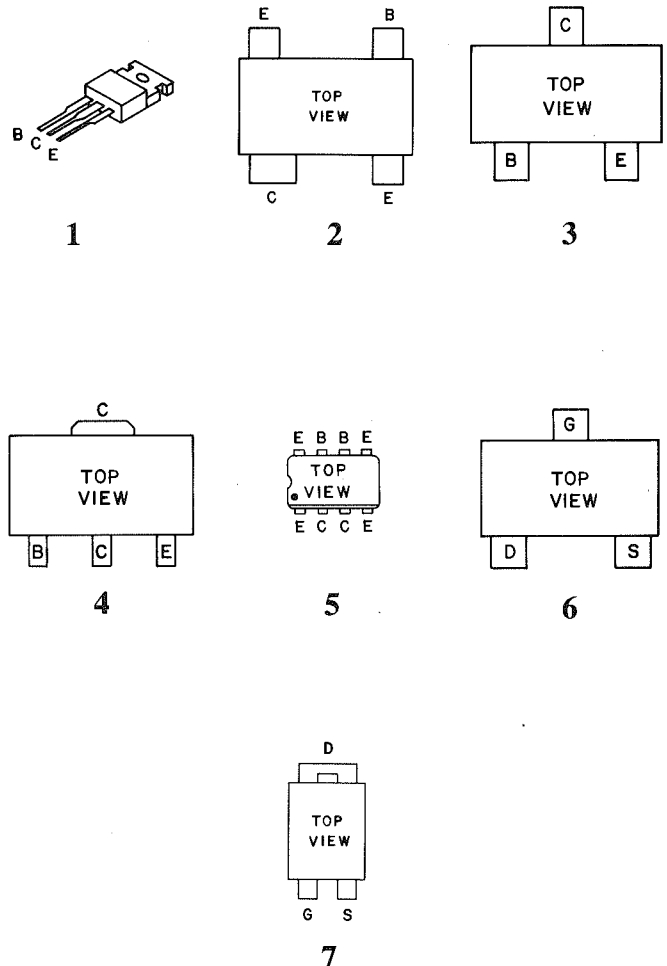 E B
C
TOP
VIEW
TOP
VIEW
B C E
B E
C E
1 2 3
C
E B B E
G
TOP
VIEW
TOP
VIEW
TOP
VIEW
B C E
E C C E
D S
4 5 6
D
TOP
VIEW
G S
7